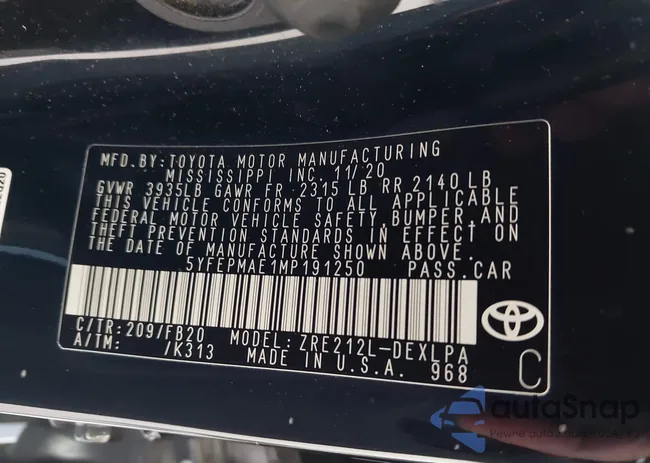 MFD. BY: TOYOTA MOTOR MANUFACTURING
MISSISSIPPI INC. 11/20
GVWR 3935LB GAWR FR 2315 LB RR 2140 LB
THIS VEHICLE CONFORMS TO ALL APPLICABLE
FEDERAL MOTOR VEHICLE SAFETY, BUMPER, AND
THEFT PREVENTION STANDARDS IN EFFECT ON
THE DATE OF MANUFACTURE SHOWN ABOVE.
5YFEPMAE1MP191250 PASS. CAR
C/TR: 209/FB20 MODEL: ZRE212L-DEXLPA
A/TM: /K313 MADE IN U.S.A. 968 C
autoSnap